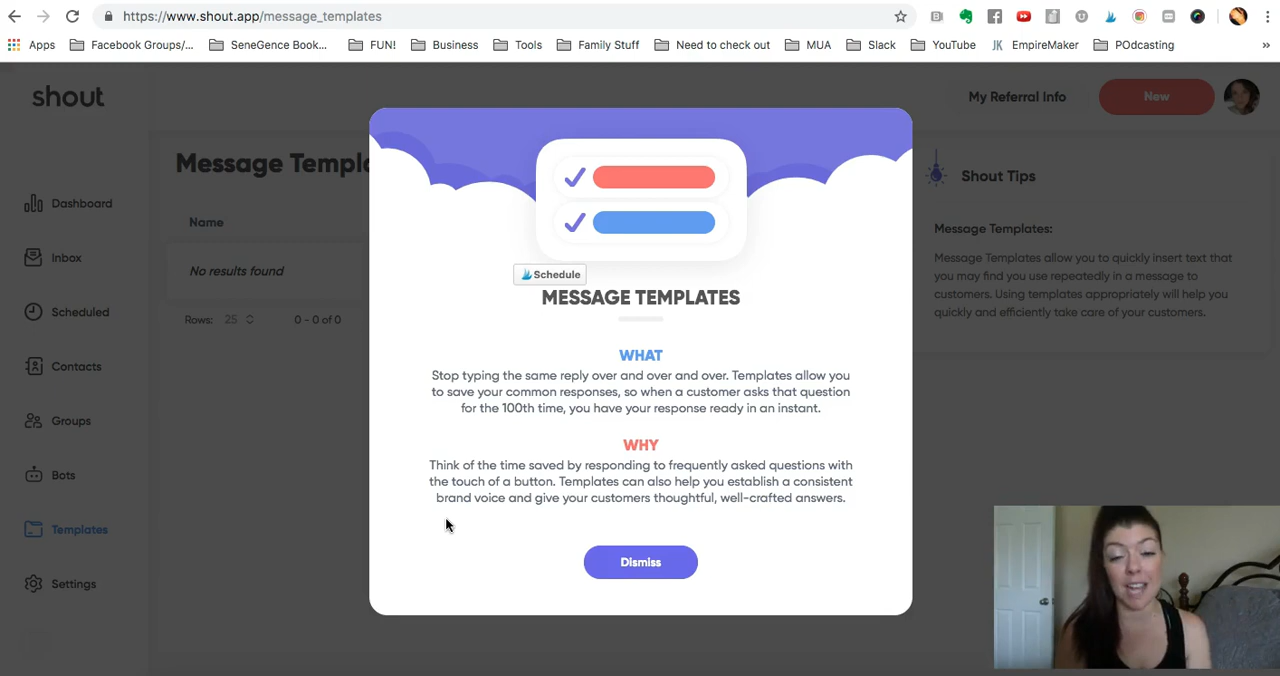 https://www.shout.app/message_templates
Apps
Facebook Groups/...
SeneGence Book...
FUN!
Business
Tools
Family Stuff
Need to check out
MUA
Slack
YouTube
JK EmpireMaker
POdcasting
»
shout
My Referral Info
New
Dashboard
Inbox
Scheduled
Contacts
Groups
Bots
Templates
Settings
Message Templ
Name
No results found
Rows: 25
0 - 0 of 0
Schedule
MESSAGE TEMPLATES
WHAT
Stop typing the same reply over and over and over. Templates allow you
to save your common responses, so when a customer asks that question
for the 100th time, you have your response ready in an instant.
WHY
Think of the time saved by responding to frequently asked questions with
the touch of a button. Templates can also help you establish a consistent
brand voice and give your customers thoughtful, well-crafted answers.
Dismiss
Shout Tips
Message Templates:
Message Templates allow you to quickly insert text that
you may find you use repeatedly in a message to
customers. Using templates appropriately will help you
quickly and efficiently take care of your customers.